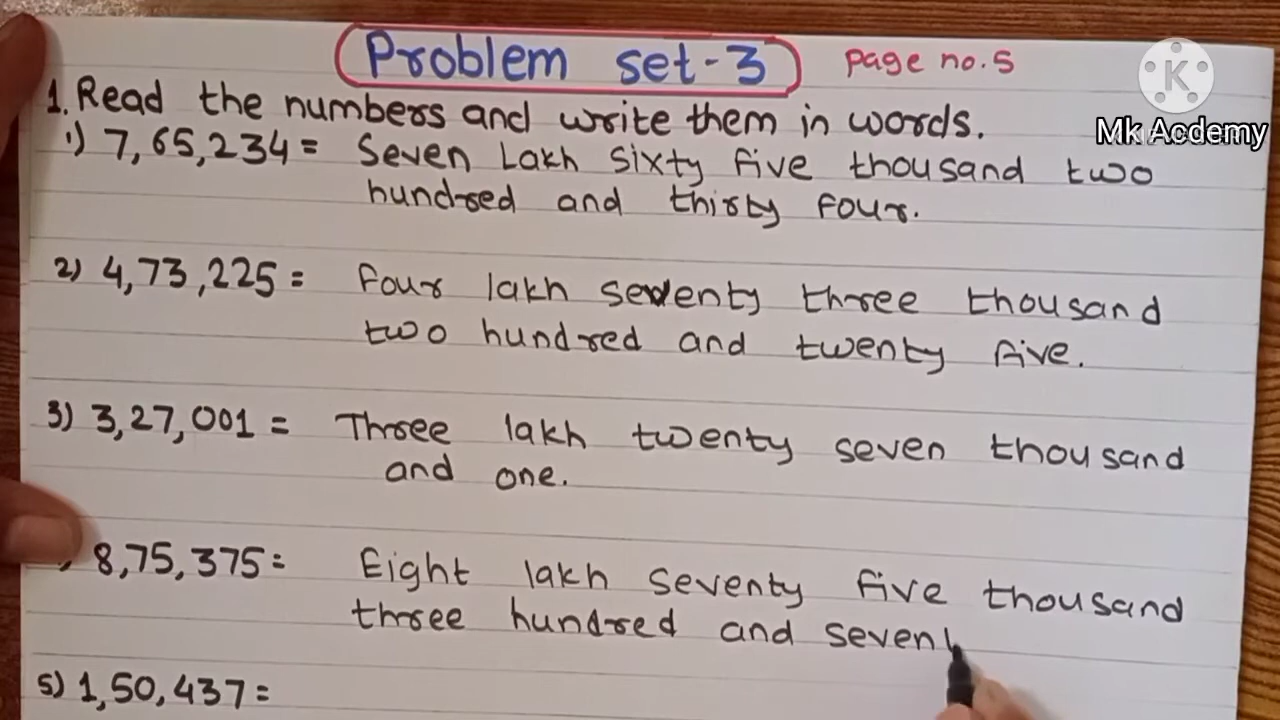 Problem set-3 page no. 5
K
Mk Acdemy
1. Read the numbers and write them in words.
1) 7,65,234 = Seven Lakh sixty five thousand two
hundred and thirty four.
2) 4,73,225 = four lakh seventy three thousand
two hundred and twenty five.
3) 3,27,001 = Three lakh twenty seven thousand
and one.
) 8,75,375 = Eight lakh seventy five thousand
three hundred and sevent
5) 1,50,437 =